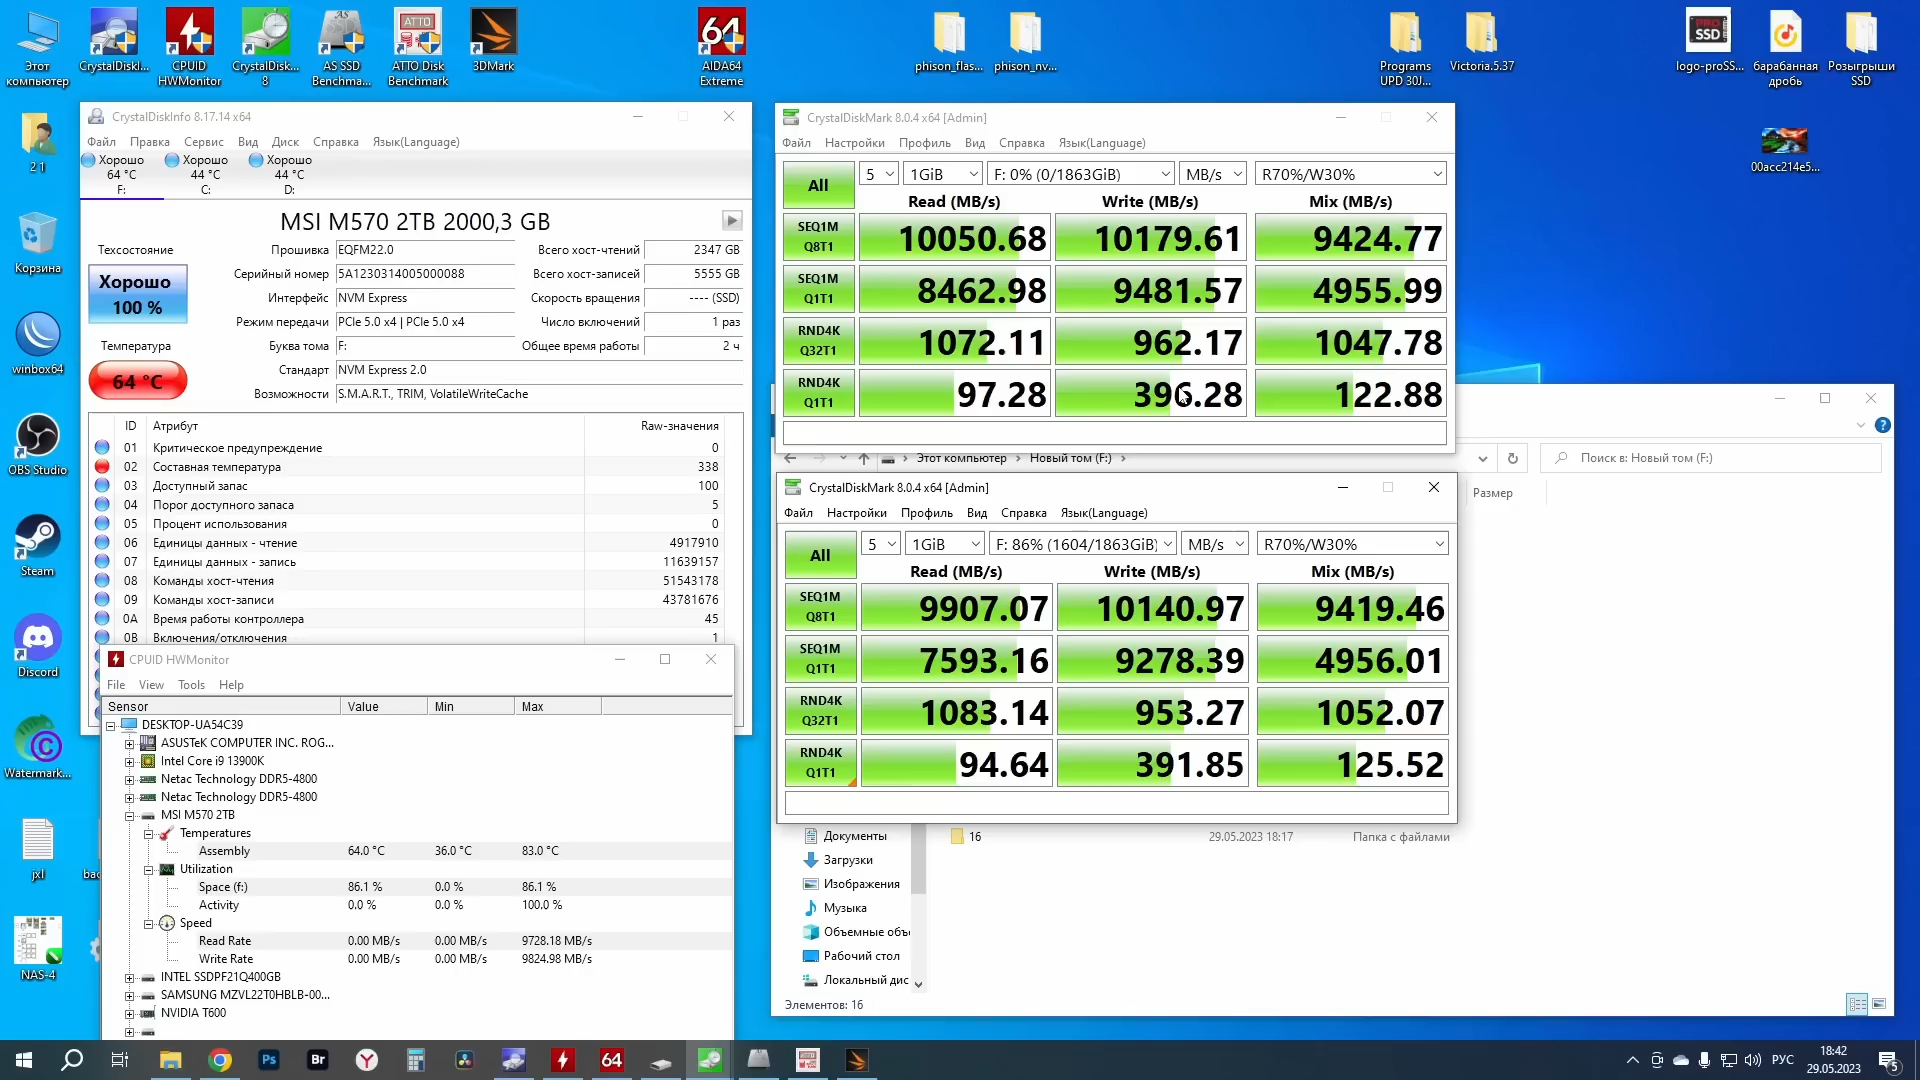 Этот компьютер
CrystalDiskI...
CPUID HWMonitor
CrystalDisk... 8
AS SSD Benchma...
ATTO Disk Benchmark
3DMark
AIDA64 Extreme
phison_flas...
phison_nv...
Programs UPD 30J...
Victoria.5.37
logo-proSS...
барабанная дробь
Розыгрыши SSD
2 1
Корзина
winbox64
OBS Studio
Steam
Discord
Watermark...
jxl
NAS-4
00acc214e5...
CrystalDiskInfo 8.17.14 x64
Файл Правка Сервис Вид Диск Справка Язык(Language)
Хорошо Хорошо Хорошо
64 °C 44 °C 44 °C
F: C: D:
MSI M570 2TB 2000,3 GB
Техсостояние
Хорошо
100 %
Температура
64 °C
Прошивка EQFM22.0 Всего хост-чтений 2347 GB
Серийный номер 5A1230314005000088 Всего хост-записей 5555 GB
Интерфейс NVM Express Скорость вращения ---- (SSD)
Режим передачи PCIe 5.0 x4 | PCIe 5.0 x4 Число включений 1 раз
Буква тома F: Общее время работы 2 ч
Стандарт NVM Express 2.0
Возможности S.M.A.R.T., TRIM, VolatileWriteCache
ID Атрибут Raw-значения
01 Критическое предупреждение 0
02 Составная температура 338
03 Доступный запас 100
04 Порог доступного запаса 5
05 Процент использования 0
06 Единицы данных - чтение 4917910
07 Единицы данных - запись 11639157
08 Команды хост-чтения 51543178
09 Команды хост-записи 43781676
0A Время работы контроллера 45
0B Включения/отключения 1
CPUID HWMonitor
File View Tools Help
Sensor Value Min Max
DESKTOP-UA54C39
ASUSTeK COMPUTER INC. ROG...
Intel Core i9 13900K
Netac Technology DDR5-4800
Netac Technology DDR5-4800
MSI M570 2TB
Temperatures
Assembly 64.0 °C 36.0 °C 83.0 °C
Utilization
Space (f:) 86.1 % 0.0 % 86.1 %
Activity 0.0 % 0.0 % 100.0 %
Speed
Read Rate 0.00 MB/s 0.00 MB/s 9728.18 MB/s
Write Rate 0.00 MB/s 0.00 MB/s 9824.98 MB/s
INTEL SSDPF21Q400GB
SAMSUNG MZVL22T0HBLB-00...
NVIDIA T600
CrystalDiskMark 8.0.4 x64 [Admin]
Файл Настройки Профиль Вид Справка Язык(Language)
All 5 1GiB F: 0% (0/1863GiB) MB/s R70%/W30%
Read (MB/s) Write (MB/s) Mix (MB/s)
SEQ1M Q8T1 10050.68 10179.61 9424.77
SEQ1M Q1T1 8462.98 9481.57 4955.99
RND4K Q32T1 1072.11 962.17 1047.78
RND4K Q1T1 97.28 396.28 122.88
Этот компьютер › Новый том (F:) ›
Поиск в: Новый том (F:)
Размер
CrystalDiskMark 8.0.4 x64 [Admin]
Файл Настройки Профиль Вид Справка Язык(Language)
All 5 1GiB F: 86% (1604/1863GiB) MB/s R70%/W30%
Read (MB/s) Write (MB/s) Mix (MB/s)
SEQ1M Q8T1 9907.07 10140.97 9419.46
SEQ1M Q1T1 7593.16 9278.39 4956.01
RND4K Q32T1 1083.14 953.27 1052.07
RND4K Q1T1 94.64 391.85 125.52
Документы
16 29.05.2023 18:17 Папка с файлами
Загрузки
Изображения
Музыка
Объемные объ
Рабочий стол
Локальный дис
Элементов: 16
РУС
18:42
29.05.2023
5